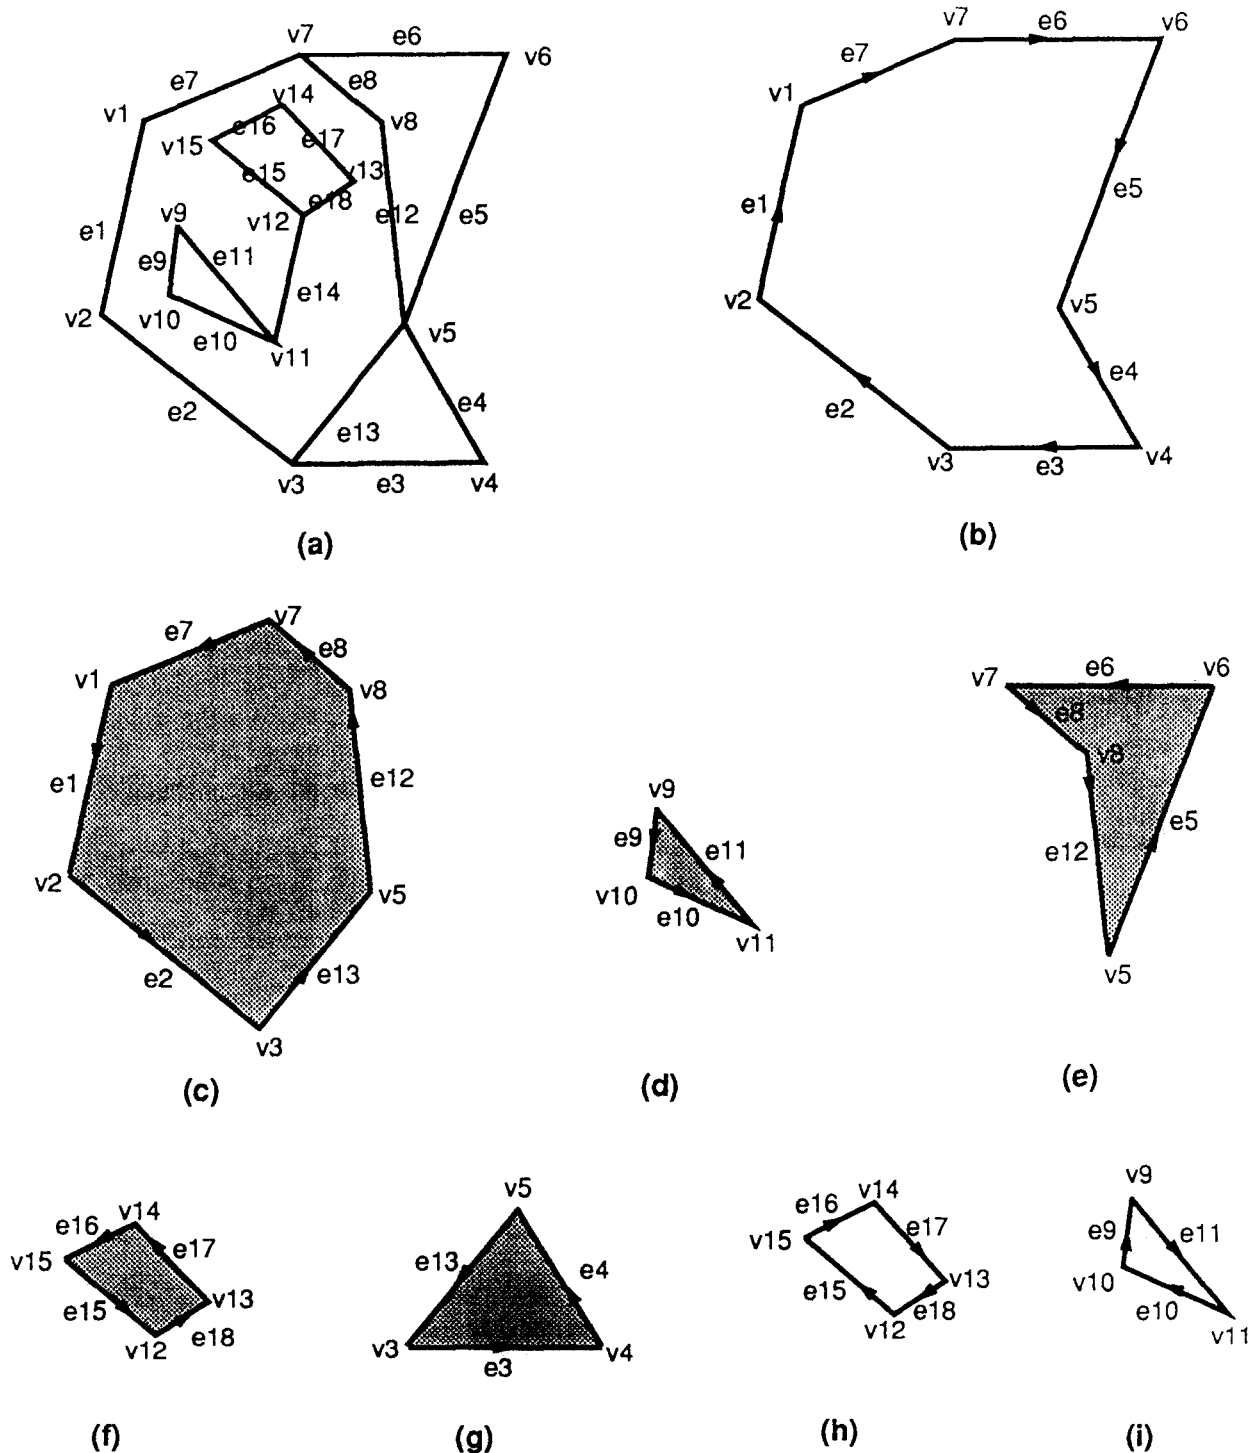 v7 e6 v6
e7 e8
v1 v14 v8
e16 e17
v15 e15 v13
v9 v12 e18 e12 e5
e1 e11
e9 e14
v2 v10 e10 v11 v5
e2 e13 e4
v3 e3 v4
(a)
v7 e6 v6
e7
v1
e5
e1
v2 v5
e2 e4
v3 e3 v4
(b)
v7
e7 e8
v1 v8
e1 e12
v2 v5
e2 e13
v3
(c)
v9
e9 e11
v10 e10
v11
(d)
v7 e6 v6
e8
v8
e12 e5
v5
(e)
e16 v14
v15 e17
e15 v13
v12 e18
(f)
v5
e13 e4
v3 e3 v4
(g)
e16 v14
v15 e17
e15 v13
v12 e18
(h)
v9
e9 e11
v10 e10
v11
(i)